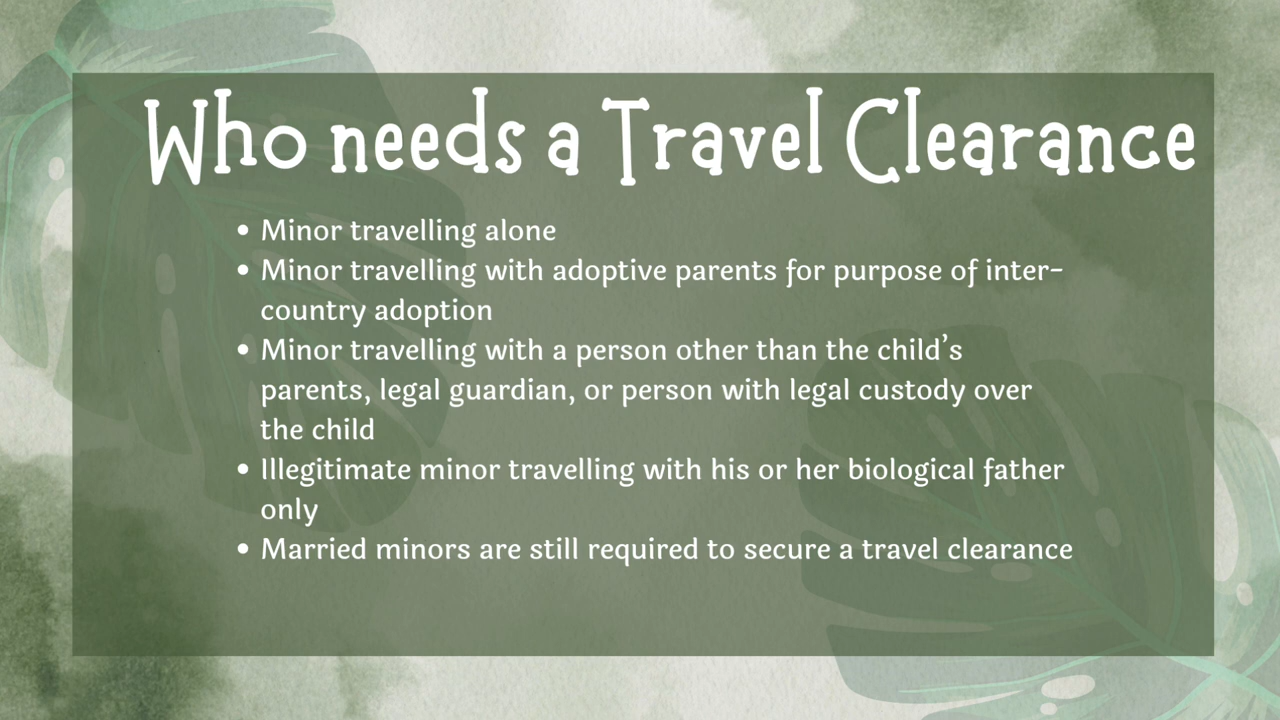 Who needs a Travel Clearance
• Minor travelling alone
• Minor travelling with adoptive parents for purpose of inter-
country adoption
• Minor travelling with a person other than the child’s
parents, legal guardian, or person with legal custody over
the child
• Illegitimate minor travelling with his or her biological father
only
• Married minors are still required to secure a travel clearance